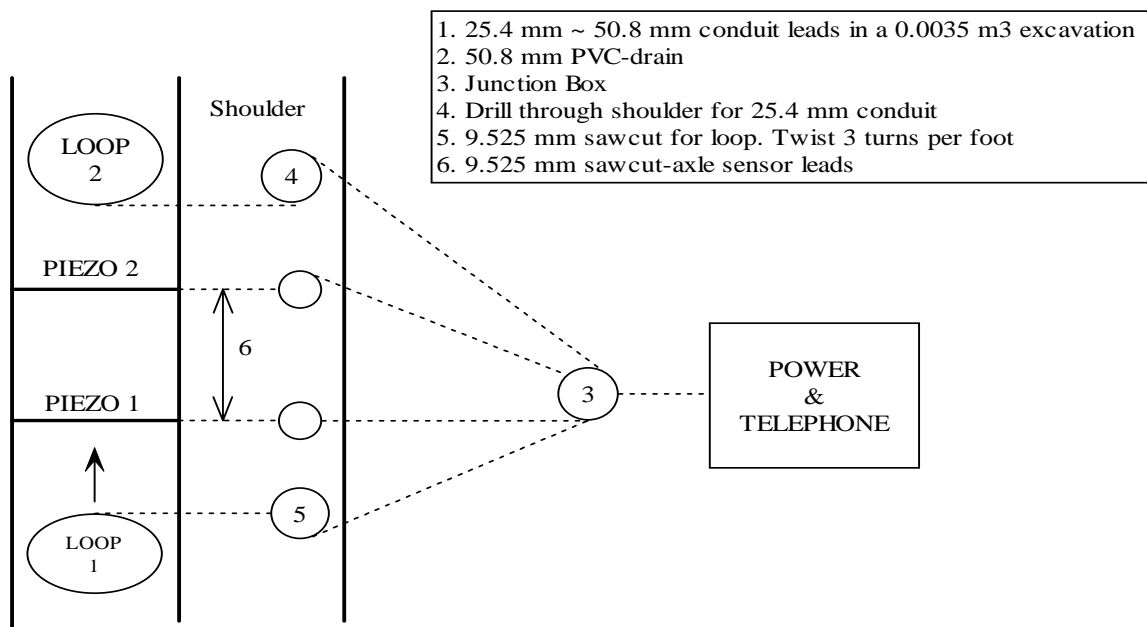 1. 25.4 mm ~ 50.8 mm conduit leads in a 0.0035 m3 excavation
2. 50.8 mm PVC-drain
3. Junction Box
4. Drill through shoulder for 25.4 mm conduit
5. 9.525 mm sawcut for loop. Twist 3 turns per foot
6. 9.525 mm sawcut-axle sensor leads
Shoulder
LOOP
2
4
PIEZO 2
6
PIEZO 1
3
POWER
&
TELEPHONE
5
LOOP
1